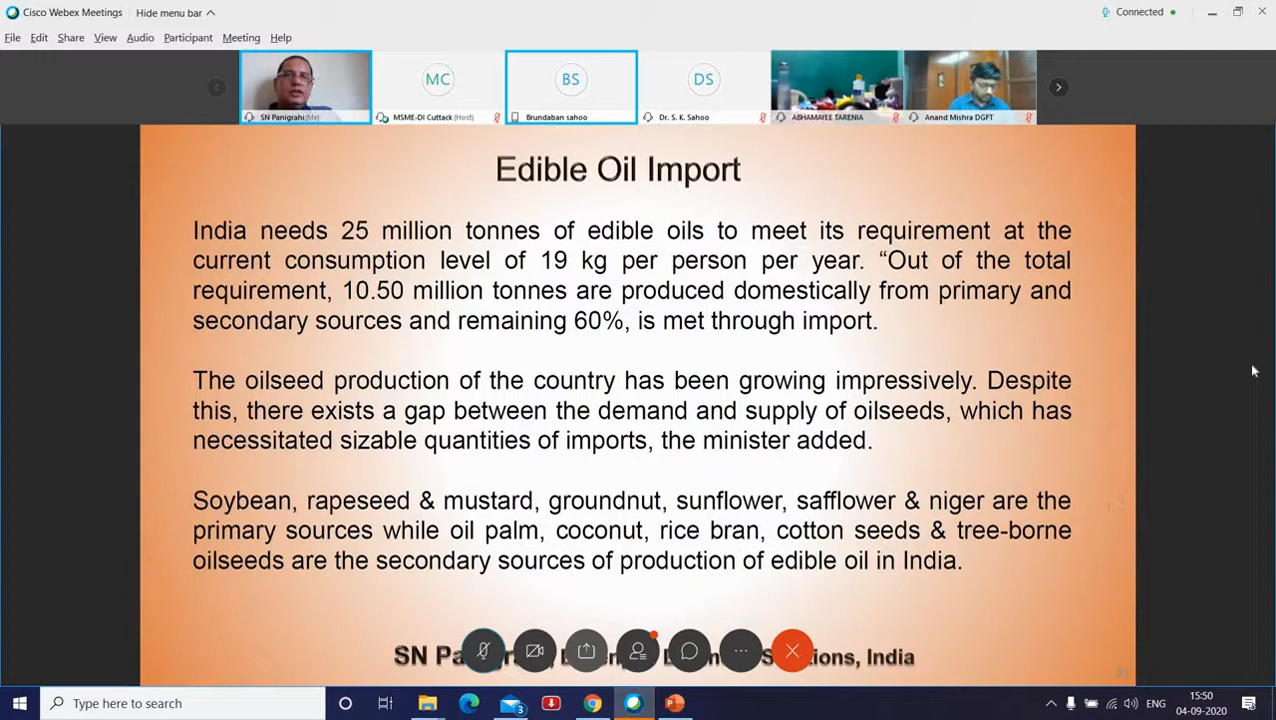 Cisco Webex Meetings Hide menu bar Connected
File Edit Share View Audio Participant Meeting Help
MC BS DS
SN Panigrahi(Me) MSME-DI Cuttack (Host) Brundaban sahoo Dr. S. K. Sahoo ABHAMAYEE TARENIA Anand Mishra DGFT
Edible Oil Import
India needs 25 million tonnes of edible oils to meet its requirement at the
current consumption level of 19 kg per person per year. “Out of the total
requirement, 10.50 million tonnes are produced domestically from primary and
secondary sources and remaining 60%, is met through import.
The oilseed production of the country has been growing impressively. Despite
this, there exists a gap between the demand and supply of oilseeds, which has
necessitated sizable quantities of imports, the minister added.
Soybean, rapeseed & mustard, groundnut, sunflower, safflower & niger are the
primary sources while oil palm, coconut, rice bran, cotton seeds & tree-borne
oilseeds are the secondary sources of production of edible oil in India.
SN India
Type here to search 3 ENG 15:50
04-09-2020